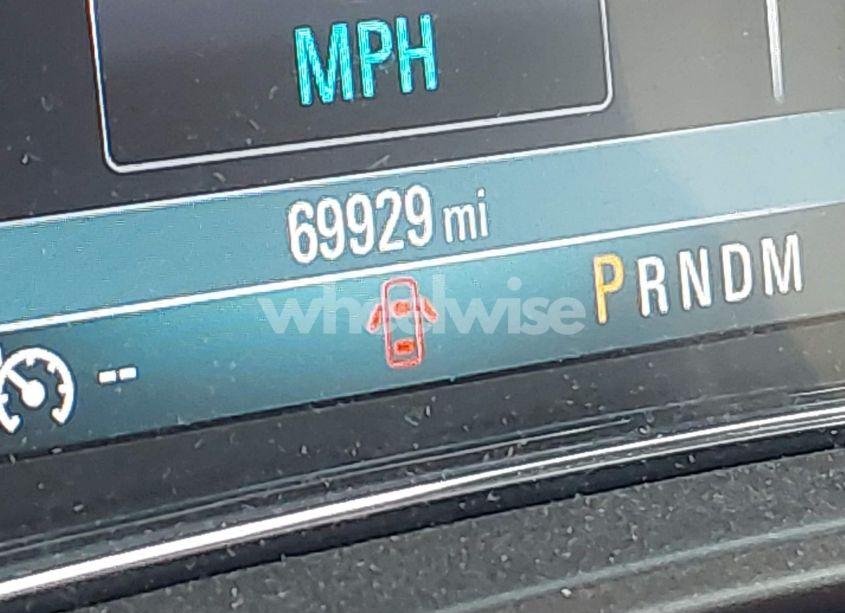 MPH
69929 mi
wheelwise
PRNDM
--